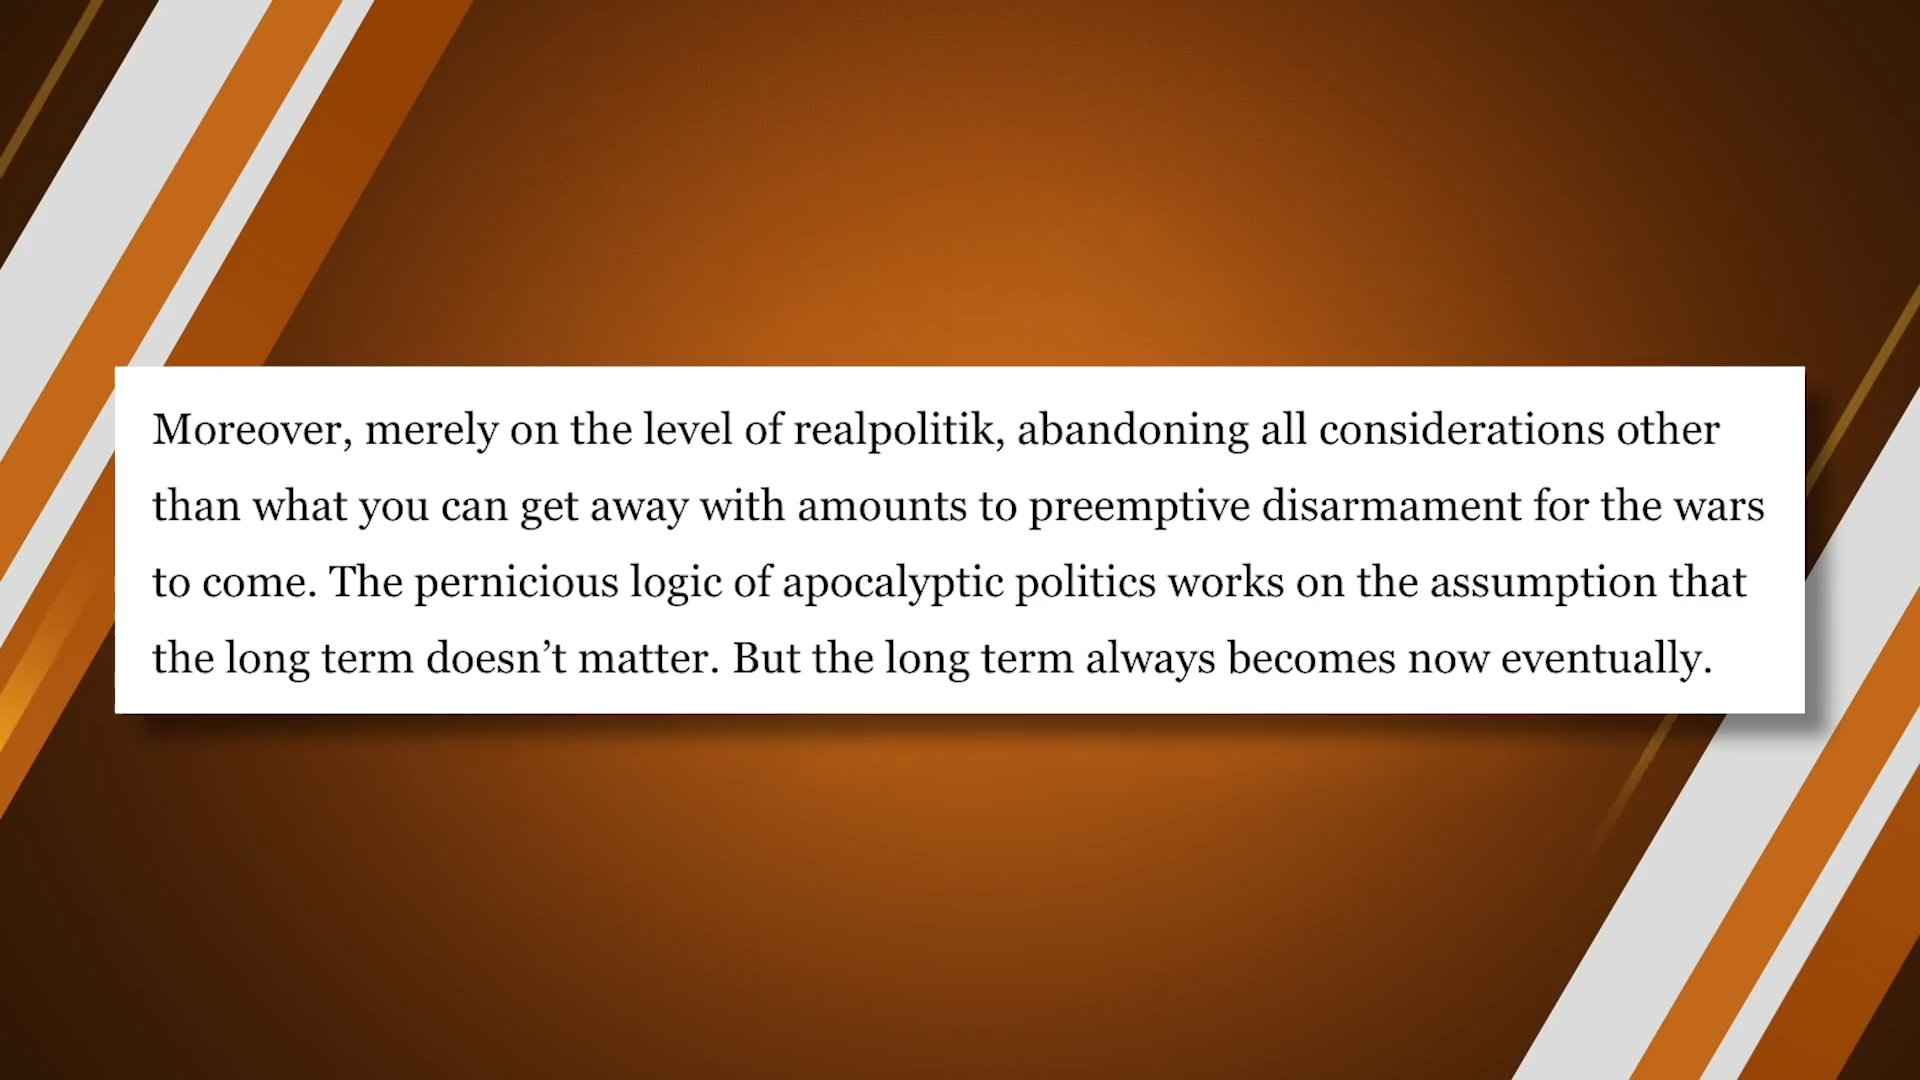 Moreover, merely on the level of realpolitik, abandoning all considerations other
than what you can get away with amounts to preemptive disarmament for the wars
to come. The pernicious logic of apocalyptic politics works on the assumption that
the long term doesn’t matter. But the long term always becomes now eventually.